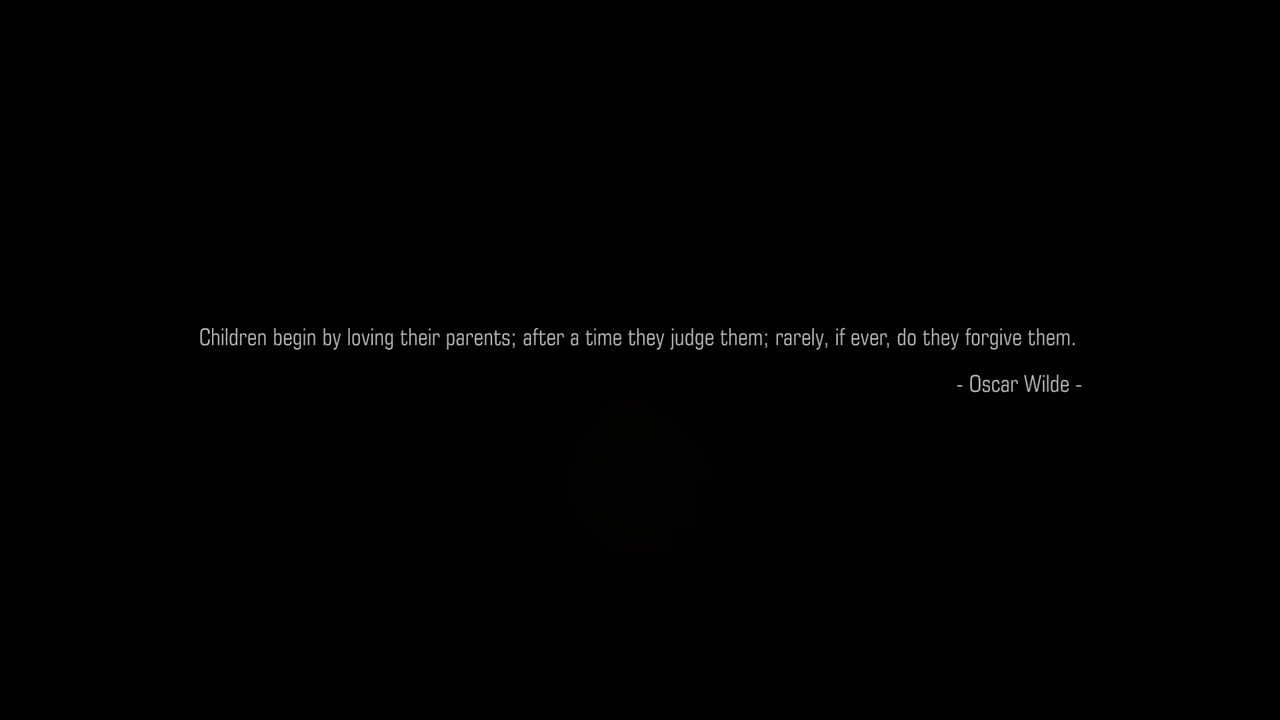 Children begin by loving their parents; after a time they judge them; rarely, if ever, do they forgive them.
- Oscar Wilde -